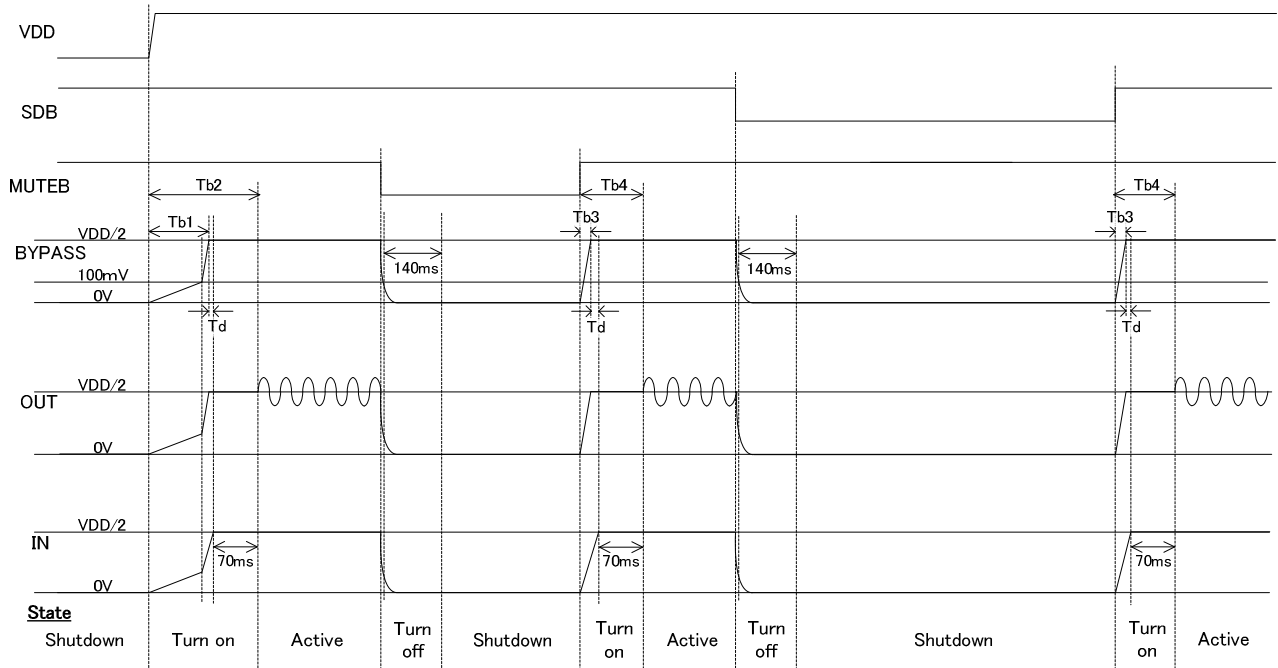 VDD
SDB
MUTEB
Tb2
Tb4
Tb4
Tb1
Tb3
Tb3
VDD/2
BYPASS
140ms
140ms
100mV
0V
Td
Td
Td
VDD/2
OUT
0V
VDD/2
IN
70ms
70ms
70ms
0V
State
Shutdown
Turn on
Active
Turn off
Shutdown
Turn on
Active
Turn off
Shutdown
Turn on
Active